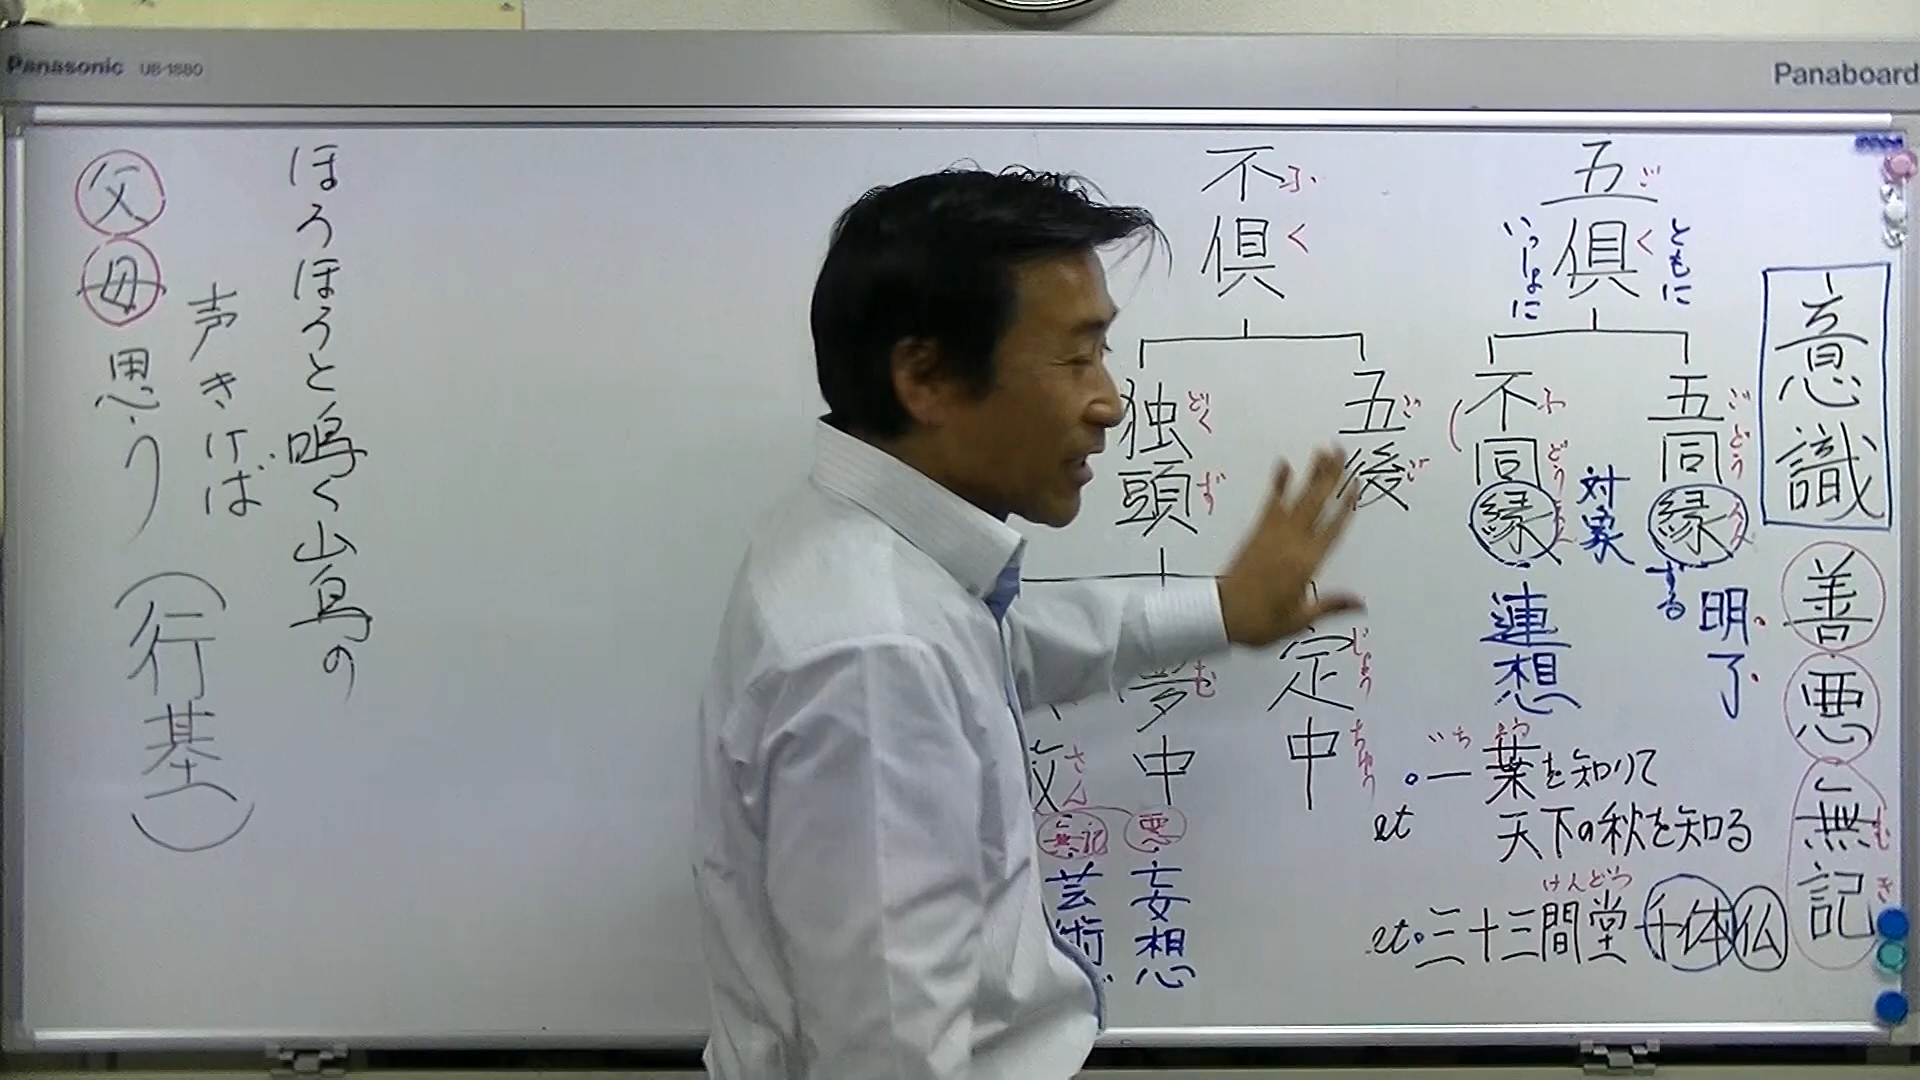 Panasonic UB-1880
Panaboard
意識
善
悪
無記
むき
五倶
ごく
ともに
いっしょに
五同縁
ごどうえん
する
明了
対象
不同縁
ふどうえん
連想
一葉を知りて
いちよう
天下の秋を知る
三十三間堂千体仏
けんどう
不倶
ふく
五後
ごご
定中
じょうちゅう
独頭
どくず
夢中
む
悪
妄想
さん
無記
芸術
ほろほろと鳴く山鳥の
声きけば
父母思う
(行基)